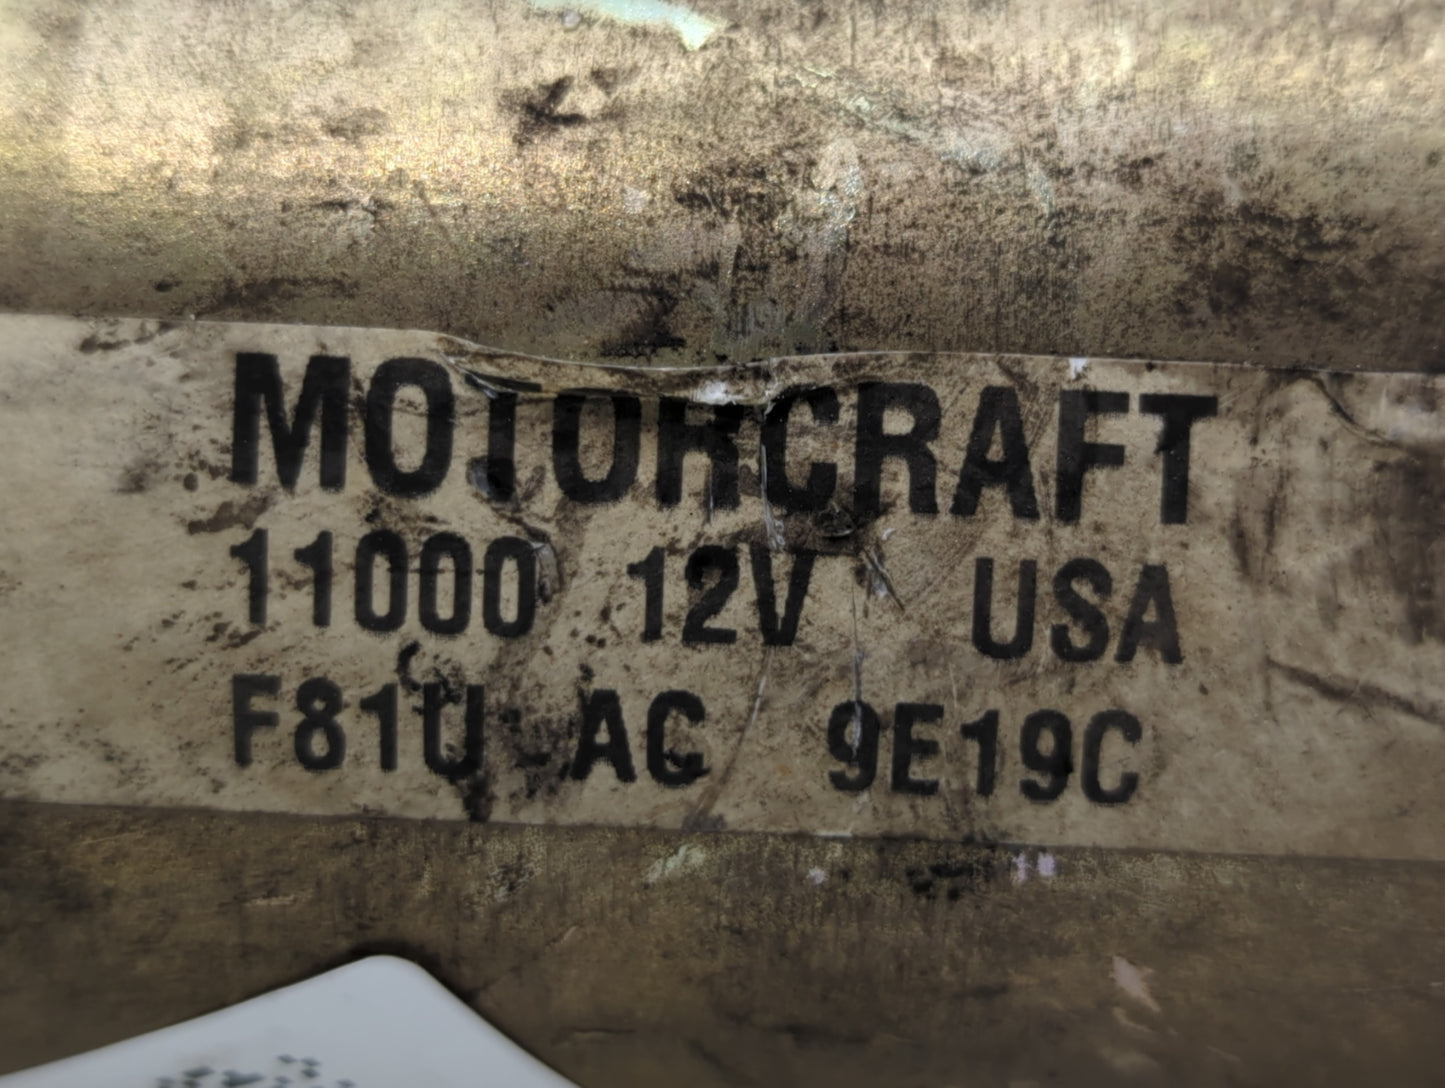 MOTORCRAFT
11000 12V USA
F81U-AC 9E19C